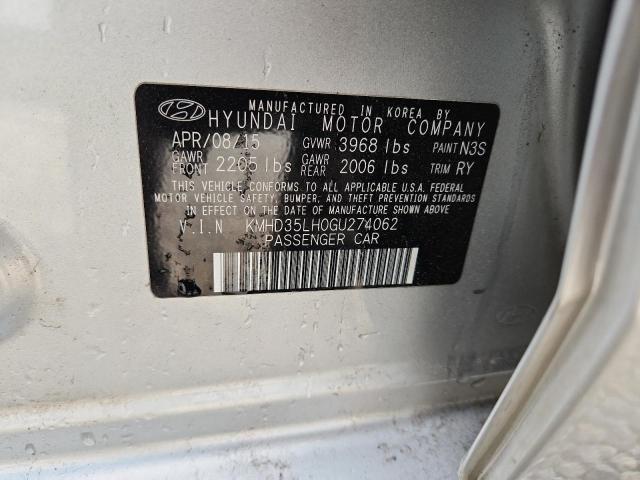 MANUFACTURED IN KOREA BY
HYUNDAI MOTOR COMPANY
APR/08/15 GVWR 3968 lbs PAINT N3S
GAWR FRONT 2205 lbs GAWR REAR 2006 lbs TRIM RY
THIS VEHICLE CONFORMS TO ALL APPLICABLE U.S.A. FEDERAL
MOTOR VEHICLE SAFETY, BUMPER, AND THEFT PREVENTION STANDARDS
IN EFFECT ON THE DATE OF MANUFACTURE SHOWN ABOVE
V.I.N KMHD35LH0GU274062
PASSENGER CAR